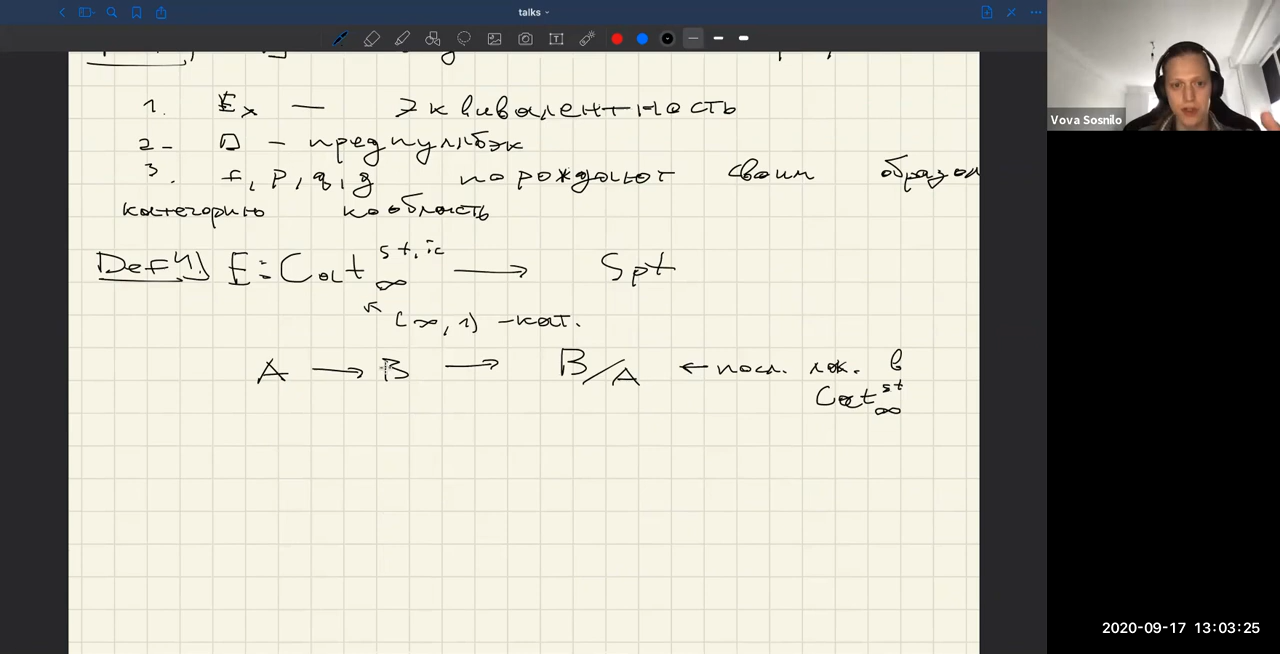 talks
1. Ex — эквивалентность
2 - □ - предпуллбэк
3. f, p, q, g порождают своим образом
категорию кообласть
Def 4) E: Cat∞^st, ic → Spt
(∞, 1) -кат.
A → B → B/A ← посл. лок. в
Cat∞^st
Vova Sosnilo
2020-09-17 13:03:25